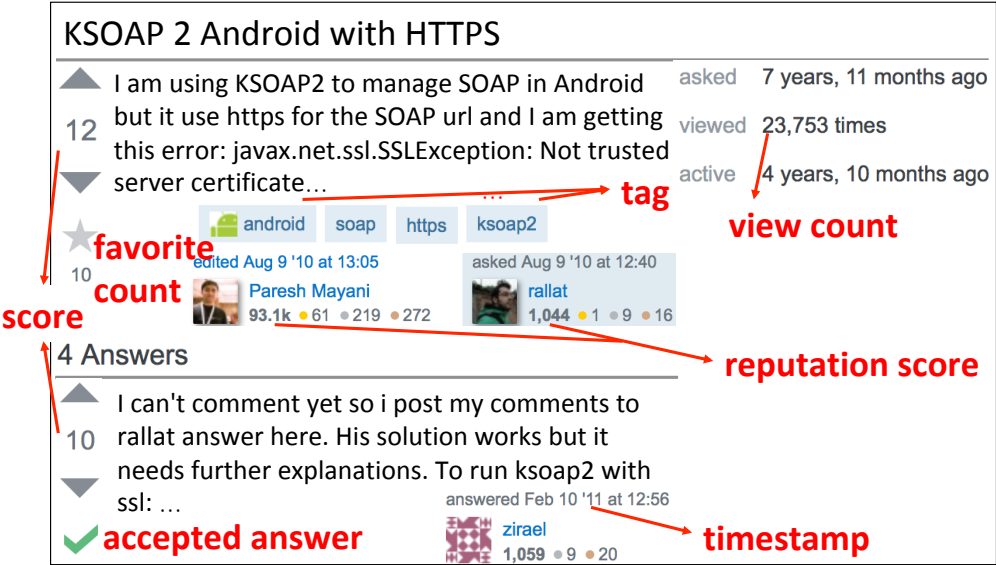 KSOAP 2 Android with HTTPS
I am using KSOAP2 to manage SOAP in Android
but it use https for the SOAP url and I am getting
this error: javax.net.ssl.SSLException: Not trusted
server certificate…
12
asked 7 years, 11 months ago
viewed 23,753 times
active 4 years, 10 months ago
...
tag
view count
android soap https ksoap2
favorite
count
10
edited Aug 9 '10 at 13:05
Paresh Mayani
93.1k 61 219 272
asked Aug 9 '10 at 12:40
rallat
1,044 1 9 16
score
reputation score
4 Answers
10
I can't comment yet so i post my comments to
rallat answer here. His solution works but it
needs further explanations. To run ksoap2 with
ssl: …
answered Feb 10 '11 at 12:56
zirael
1,059 9 20
accepted answer
timestamp